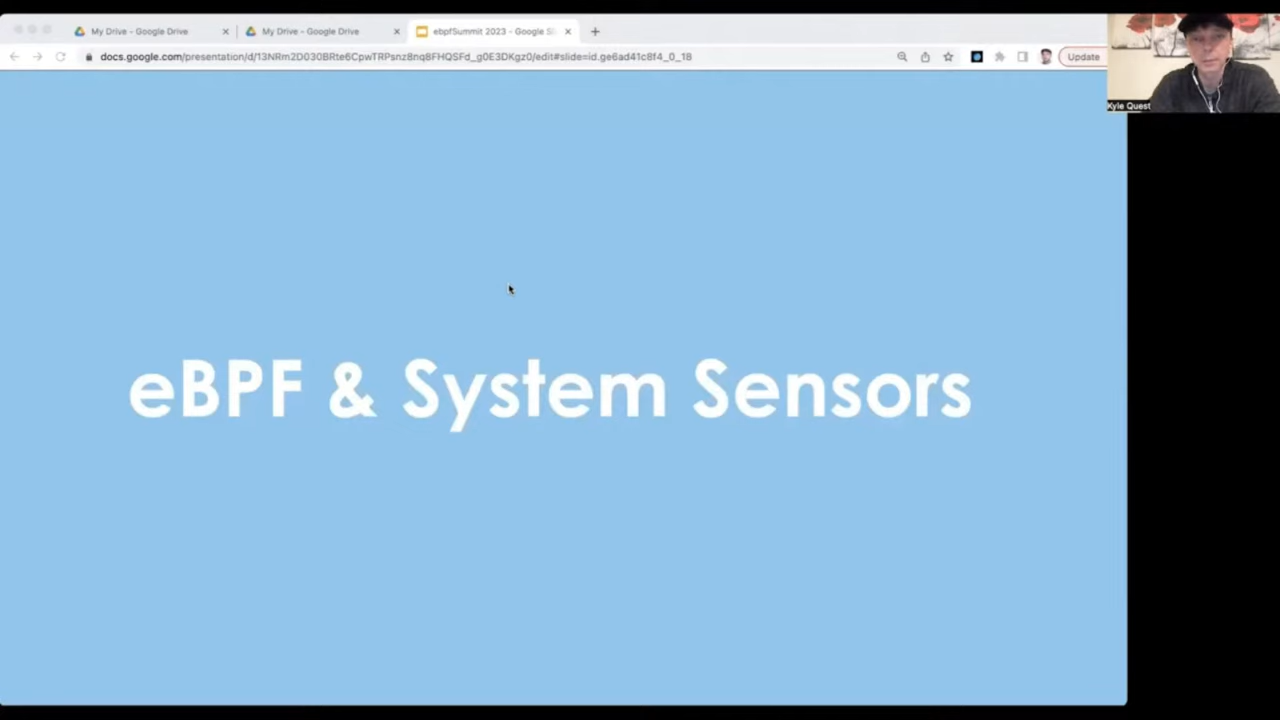 My Drive - Google Drive
My Drive - Google Drive
ebpfSummit 2023 - Google Sl
docs.google.com/presentation/d/13NRm2D030BRte6CpwTRPsnz8nq8FHQSFd_g0E3DKgz0/edit#slide=id.ge6ad41c8f4_0_18
Update
Kyle Quest
eBPF & System Sensors